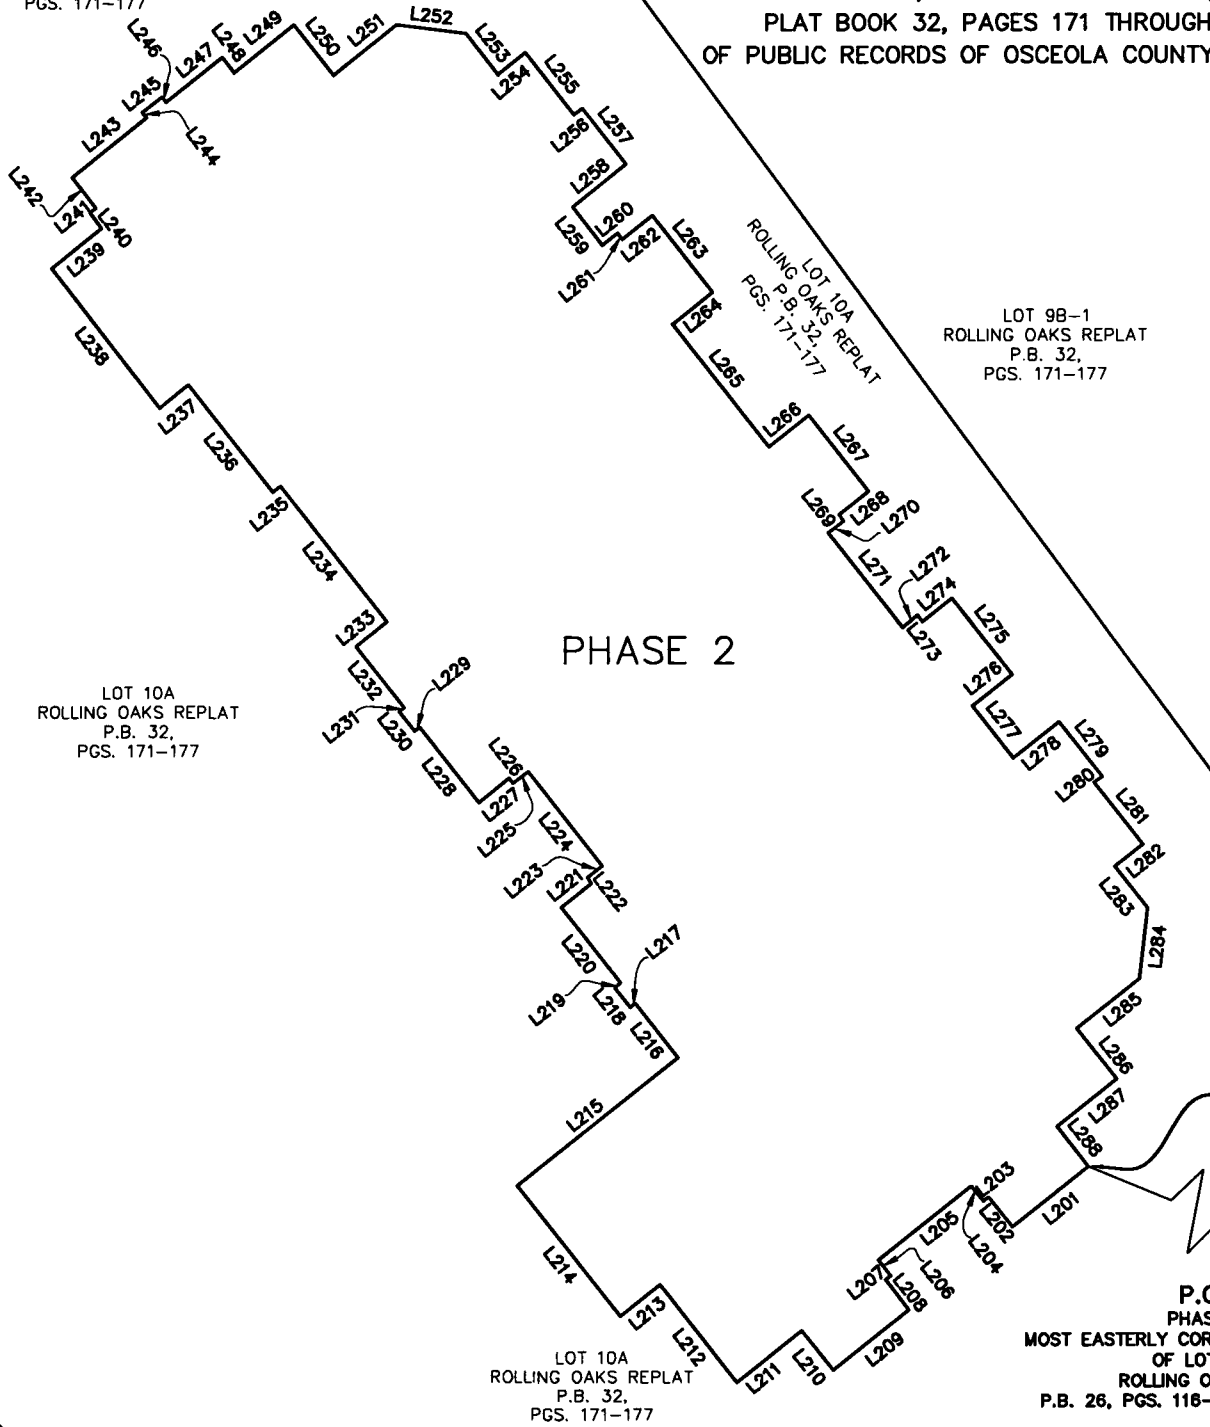 PGS. 171-177
PLAT BOOK 32, PAGES 171 THROUGH
OF PUBLIC RECORDS OF OSCEOLA COUNTY
L246
L247
L248
L249
L250
L251
L252
L253
L254
L255
L256
L257
L258
L259
L260
L261
L262
L263
L264
L265
L266
L267
L268
L269
L270
L271
L272
L273
L274
L275
L276
L277
L278
L279
L280
L281
L282
L283
L284
L285
L286
L287
L288
L245
L244
L243
L242
L241
L240
L239
L238
L237
L236
L235
L234
L233
L232
L231
L230
L229
L228
L227
L226
L225
L224
L223
L222
L221
L220
L219
L218
L217
L216
L215
L214
L213
L212
L211
L210
L209
L208
L207
L206
L205
L204
L203
L202
L201
LOT 10A
ROLLING OAKS REPLAT
P.B. 32,
PGS. 171-177
LOT 9B-1
ROLLING OAKS REPLAT
P.B. 32,
PGS. 171-177
PHASE 2
LOT 10A
ROLLING OAKS REPLAT
P.B. 32,
PGS. 171-177
LOT 10A
ROLLING OAKS REPLAT
P.B. 32,
PGS. 171-177
MOST EASTERLY COR
OF LOT
ROLLING O
P.B. 26, PGS. 116-